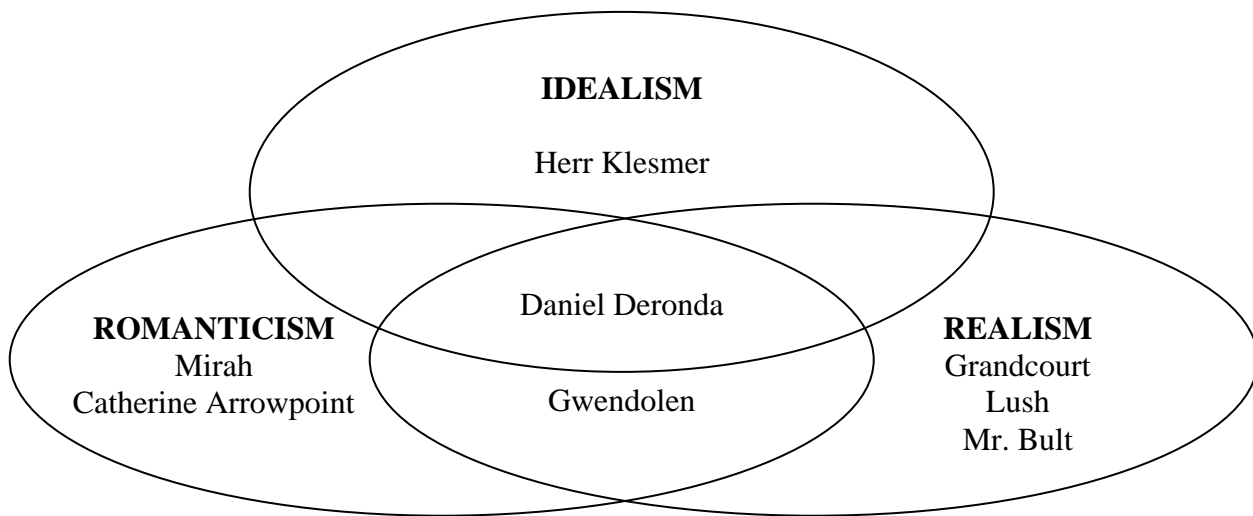 IDEALISM
Herr Klesmer
Daniel Deronda
ROMANTICISM
Mirah
Catherine Arrowpoint
Gwendolen
REALISM
Grandcourt
Lush
Mr. Bult